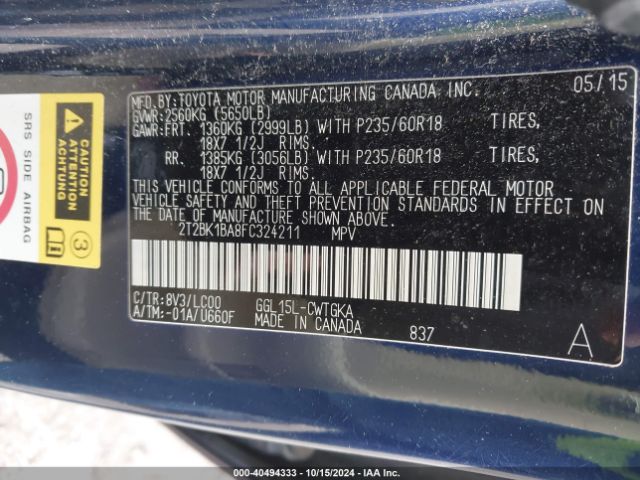 MFD.BY:TOYOTA MOTOR MANUFACTURING CANADA INC. 05/15
GVWR:2560KG (5650LB)
GAWR:FRT. 1360KG (2999LB) WITH P235/60R18 TIRES,
18X7 1/2J RIMS.
RR. 1385KG (3056LB) WITH P235/60R18 TIRES,
18X7 1/2J RIMS.
THIS VEHICLE CONFORMS TO ALL APPLICABLE FEDERAL MOTOR
VEHICLE SAFETY AND THEFT PREVENTION STANDARDS IN EFFECT ON
THE DATE OF MANUFACTURE SHOWN ABOVE.
2T2BK1BA8FC324211 MPV
C/TR:8V3/LC00 GGL15L-CWTGKA
A/TM:-01A/U660F MADE IN CANADA 837 A
SRS SIDE AIRBAG
CAUTION
ATTENTION
ACHTUNG
3
000-40494333 - 10/15/2024 - IAA Inc.